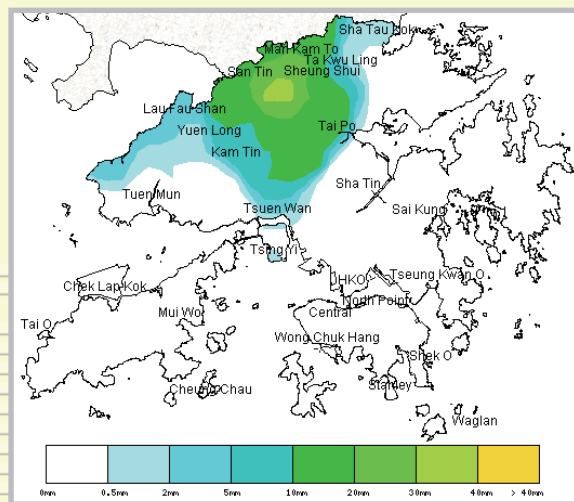 Sha Tau Kok
Man Kam To
Ta Kwu Ling
San Tin
Sheung Shui
Lau Fau Shan
Yuen Long
Tai Po
Kam Tin
Sha Tin
Tuen Mun
Tsuen Wan
Sai Kung
Tsing Yi
Chek Lap Kok
HKO
Tseung Kwan O
North Point
Mui Wo
Central
Tai O
Wong Chuk Hang
Shek O
Cheung Chau
Stanley
Waglan
0mm 0.5mm 2mm 5mm 10mm 20mm 30mm 40mm > 40mm